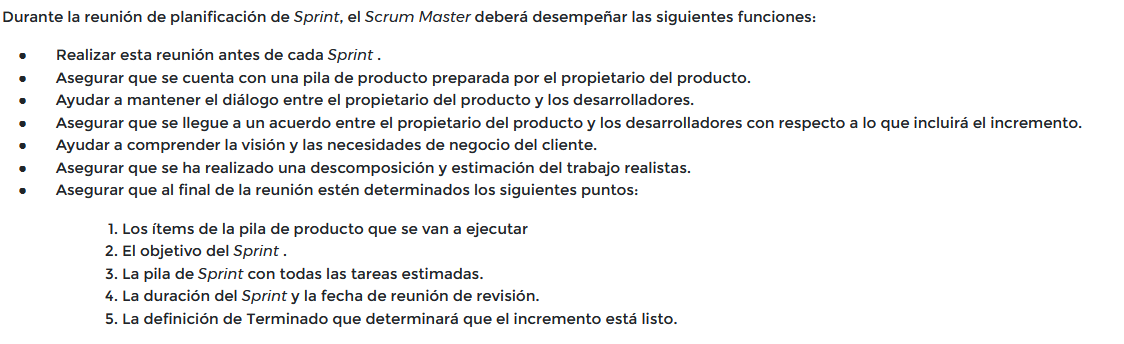 Durante la reunión de planificación de Sprint, el Scrum Master deberá desempeñar las siguientes funciones:
• Realizar esta reunión antes de cada Sprint .
• Asegurar que se cuenta con una pila de producto preparada por el propietario del producto.
• Ayudar a mantener el diálogo entre el propietario del producto y los desarrolladores.
• Asegurar que se llegue a un acuerdo entre el propietario del producto y los desarrolladores con respecto a lo que incluirá el incremento.
• Ayudar a comprender la visión y las necesidades de negocio del cliente.
• Asegurar que se ha realizado una descomposición y estimación del trabajo realistas.
• Asegurar que al final de la reunión estén determinados los siguientes puntos:
1. Los ítems de la pila de producto que se van a ejecutar
2. El objetivo del Sprint .
3. La pila de Sprint con todas las tareas estimadas.
4. La duración del Sprint y la fecha de reunión de revisión.
5. La definición de Terminado que determinará que el incremento está listo.